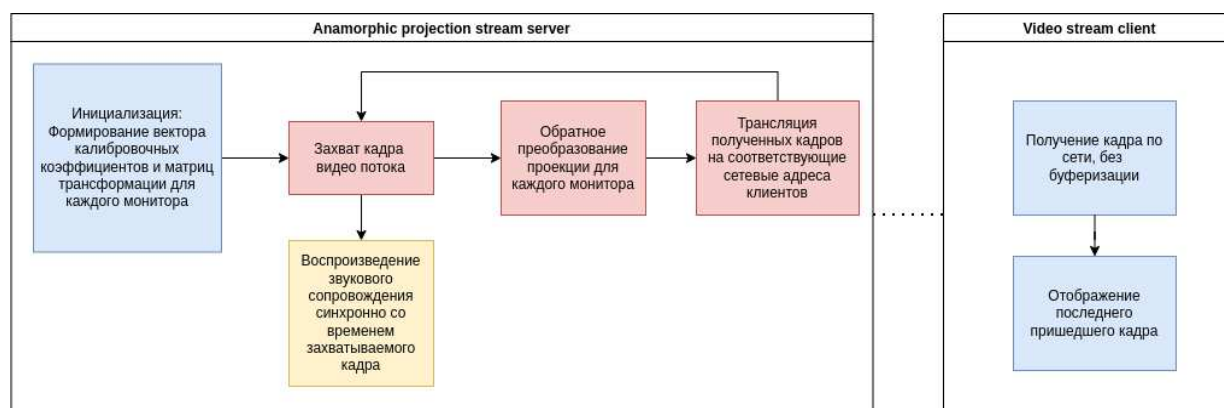 Anamorphic projection stream server
Инициализация:
Формирование вектора
калибровочных
коэффициентов и матриц
трансформации для
каждого монитора
Захват кадра
видео потока
Обратное
преобразование
проекции для
каждого монитора
Трансляция
полученных кадров
на соответствующие
сетевые адреса
клиентов
Воспроизведение
звукового
сопровождения
синхронно со
временем
захватываемого
кадра
Video stream client
Получение кадра по
сети, без
буферизации
Отображение
последнего
пришедшего кадра